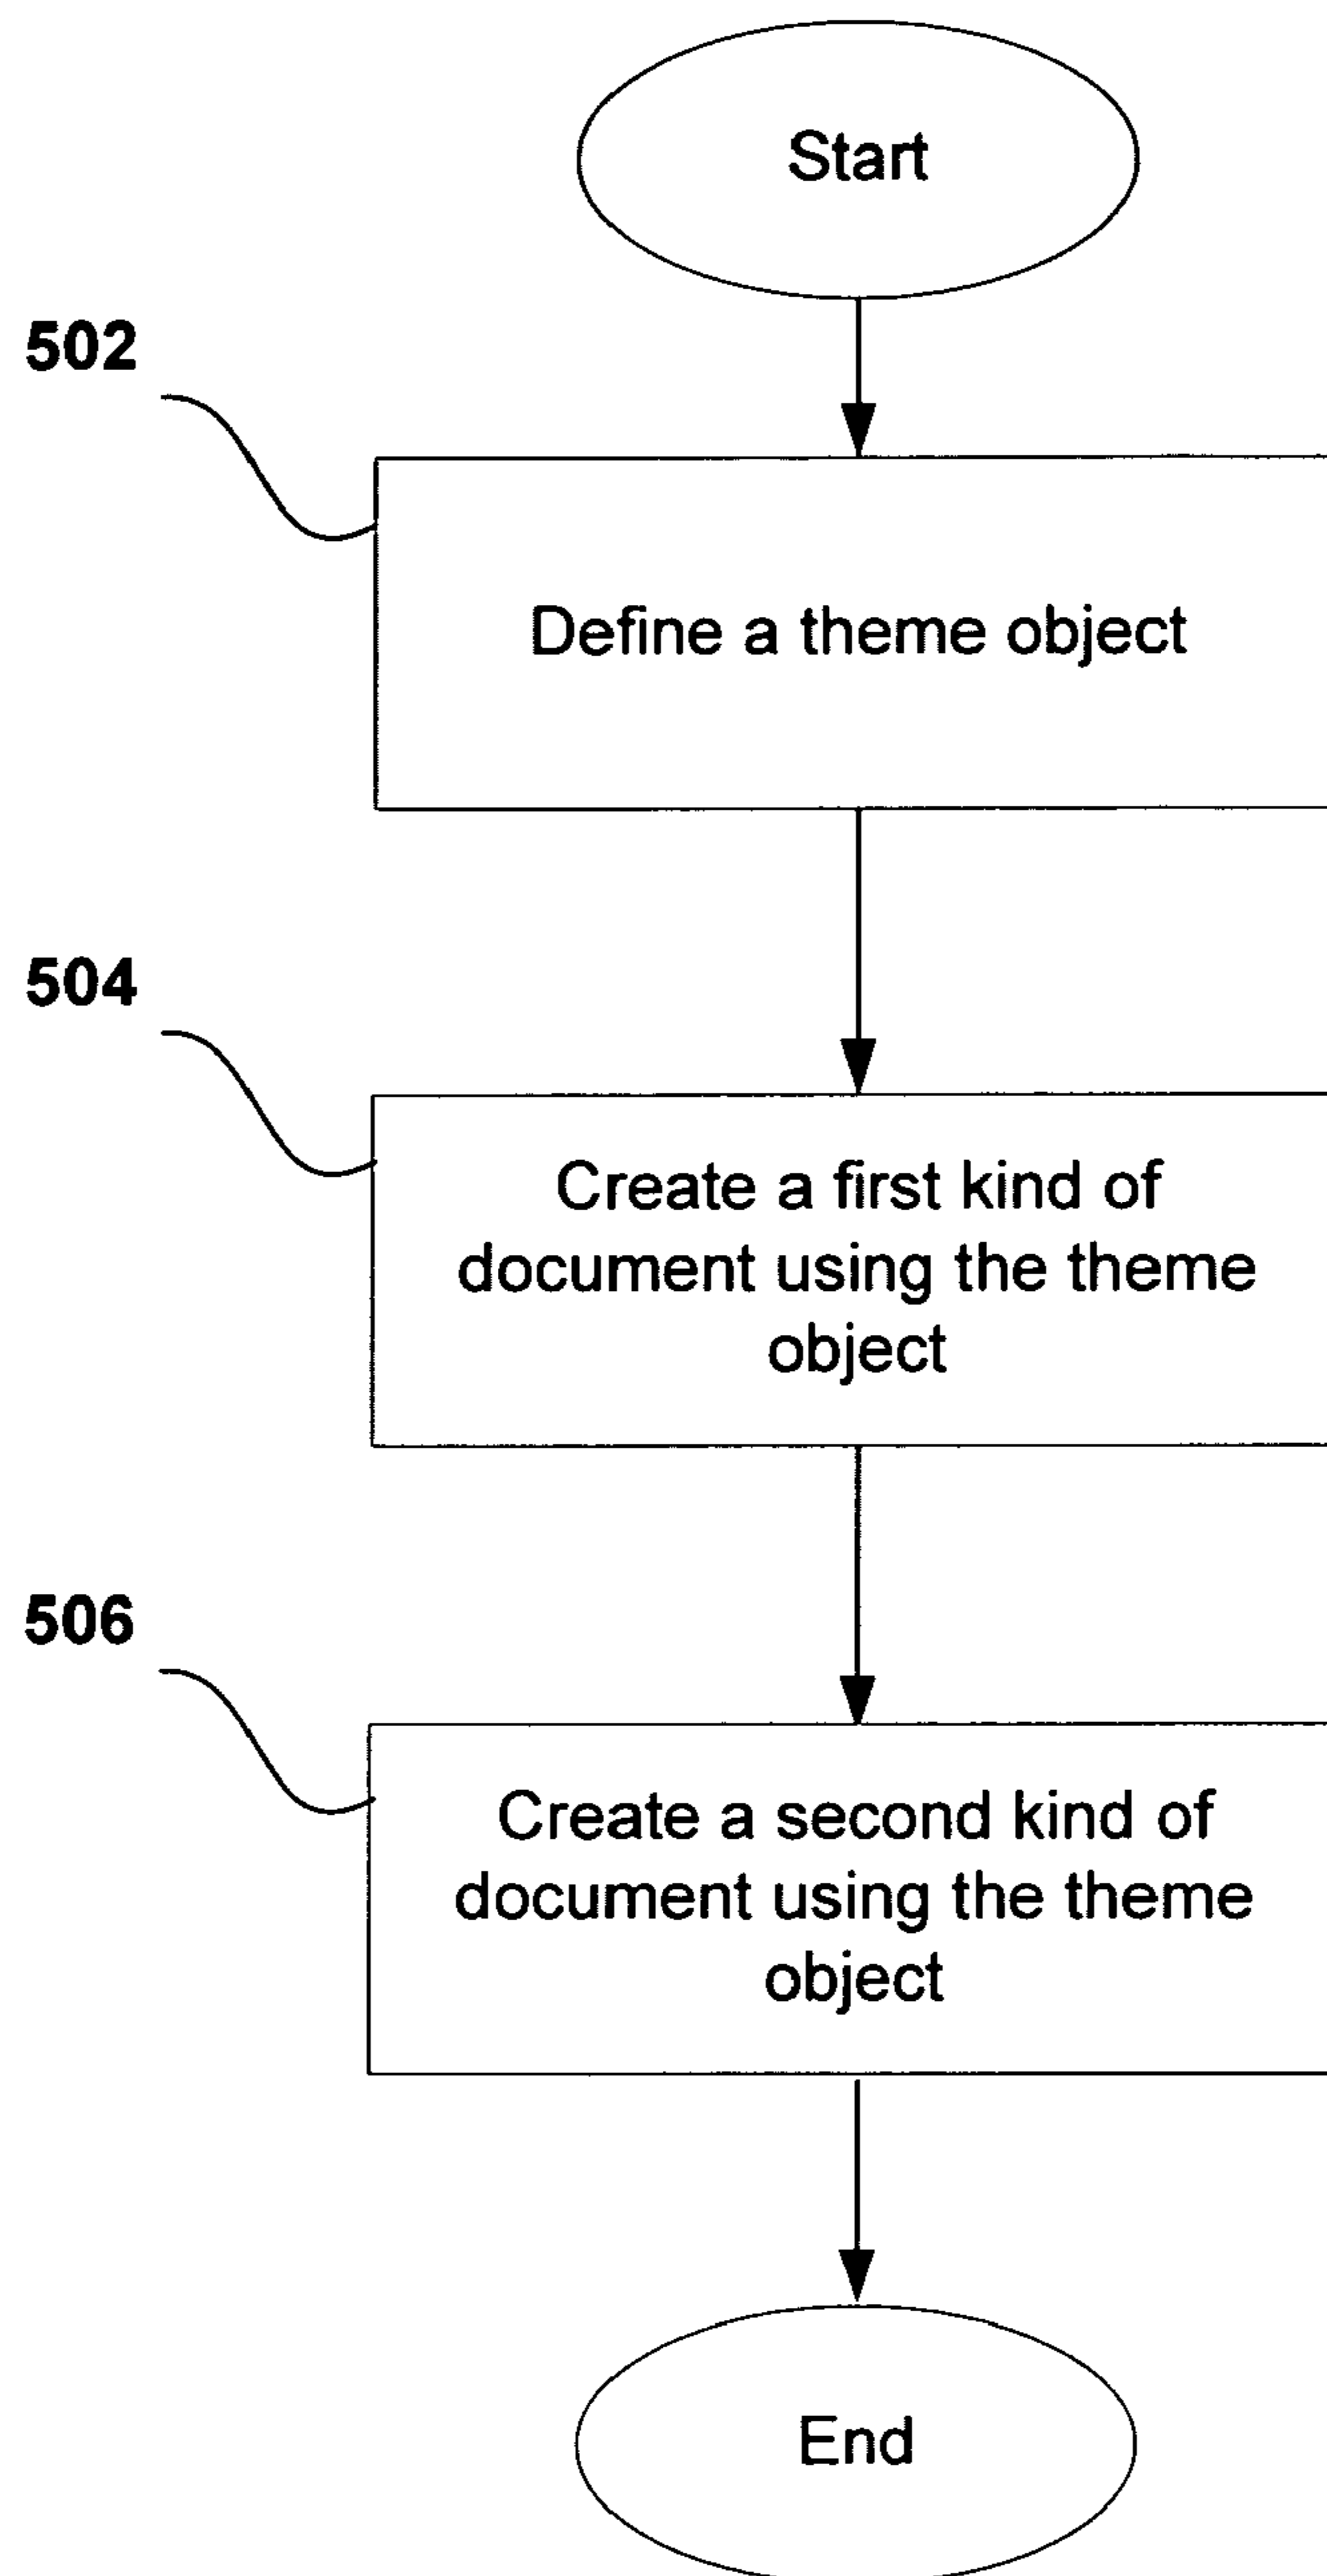 Start
502
Define a theme object
504
Create a first kind of
document using the theme
object
506
Create a second kind of
document using the theme
object
End